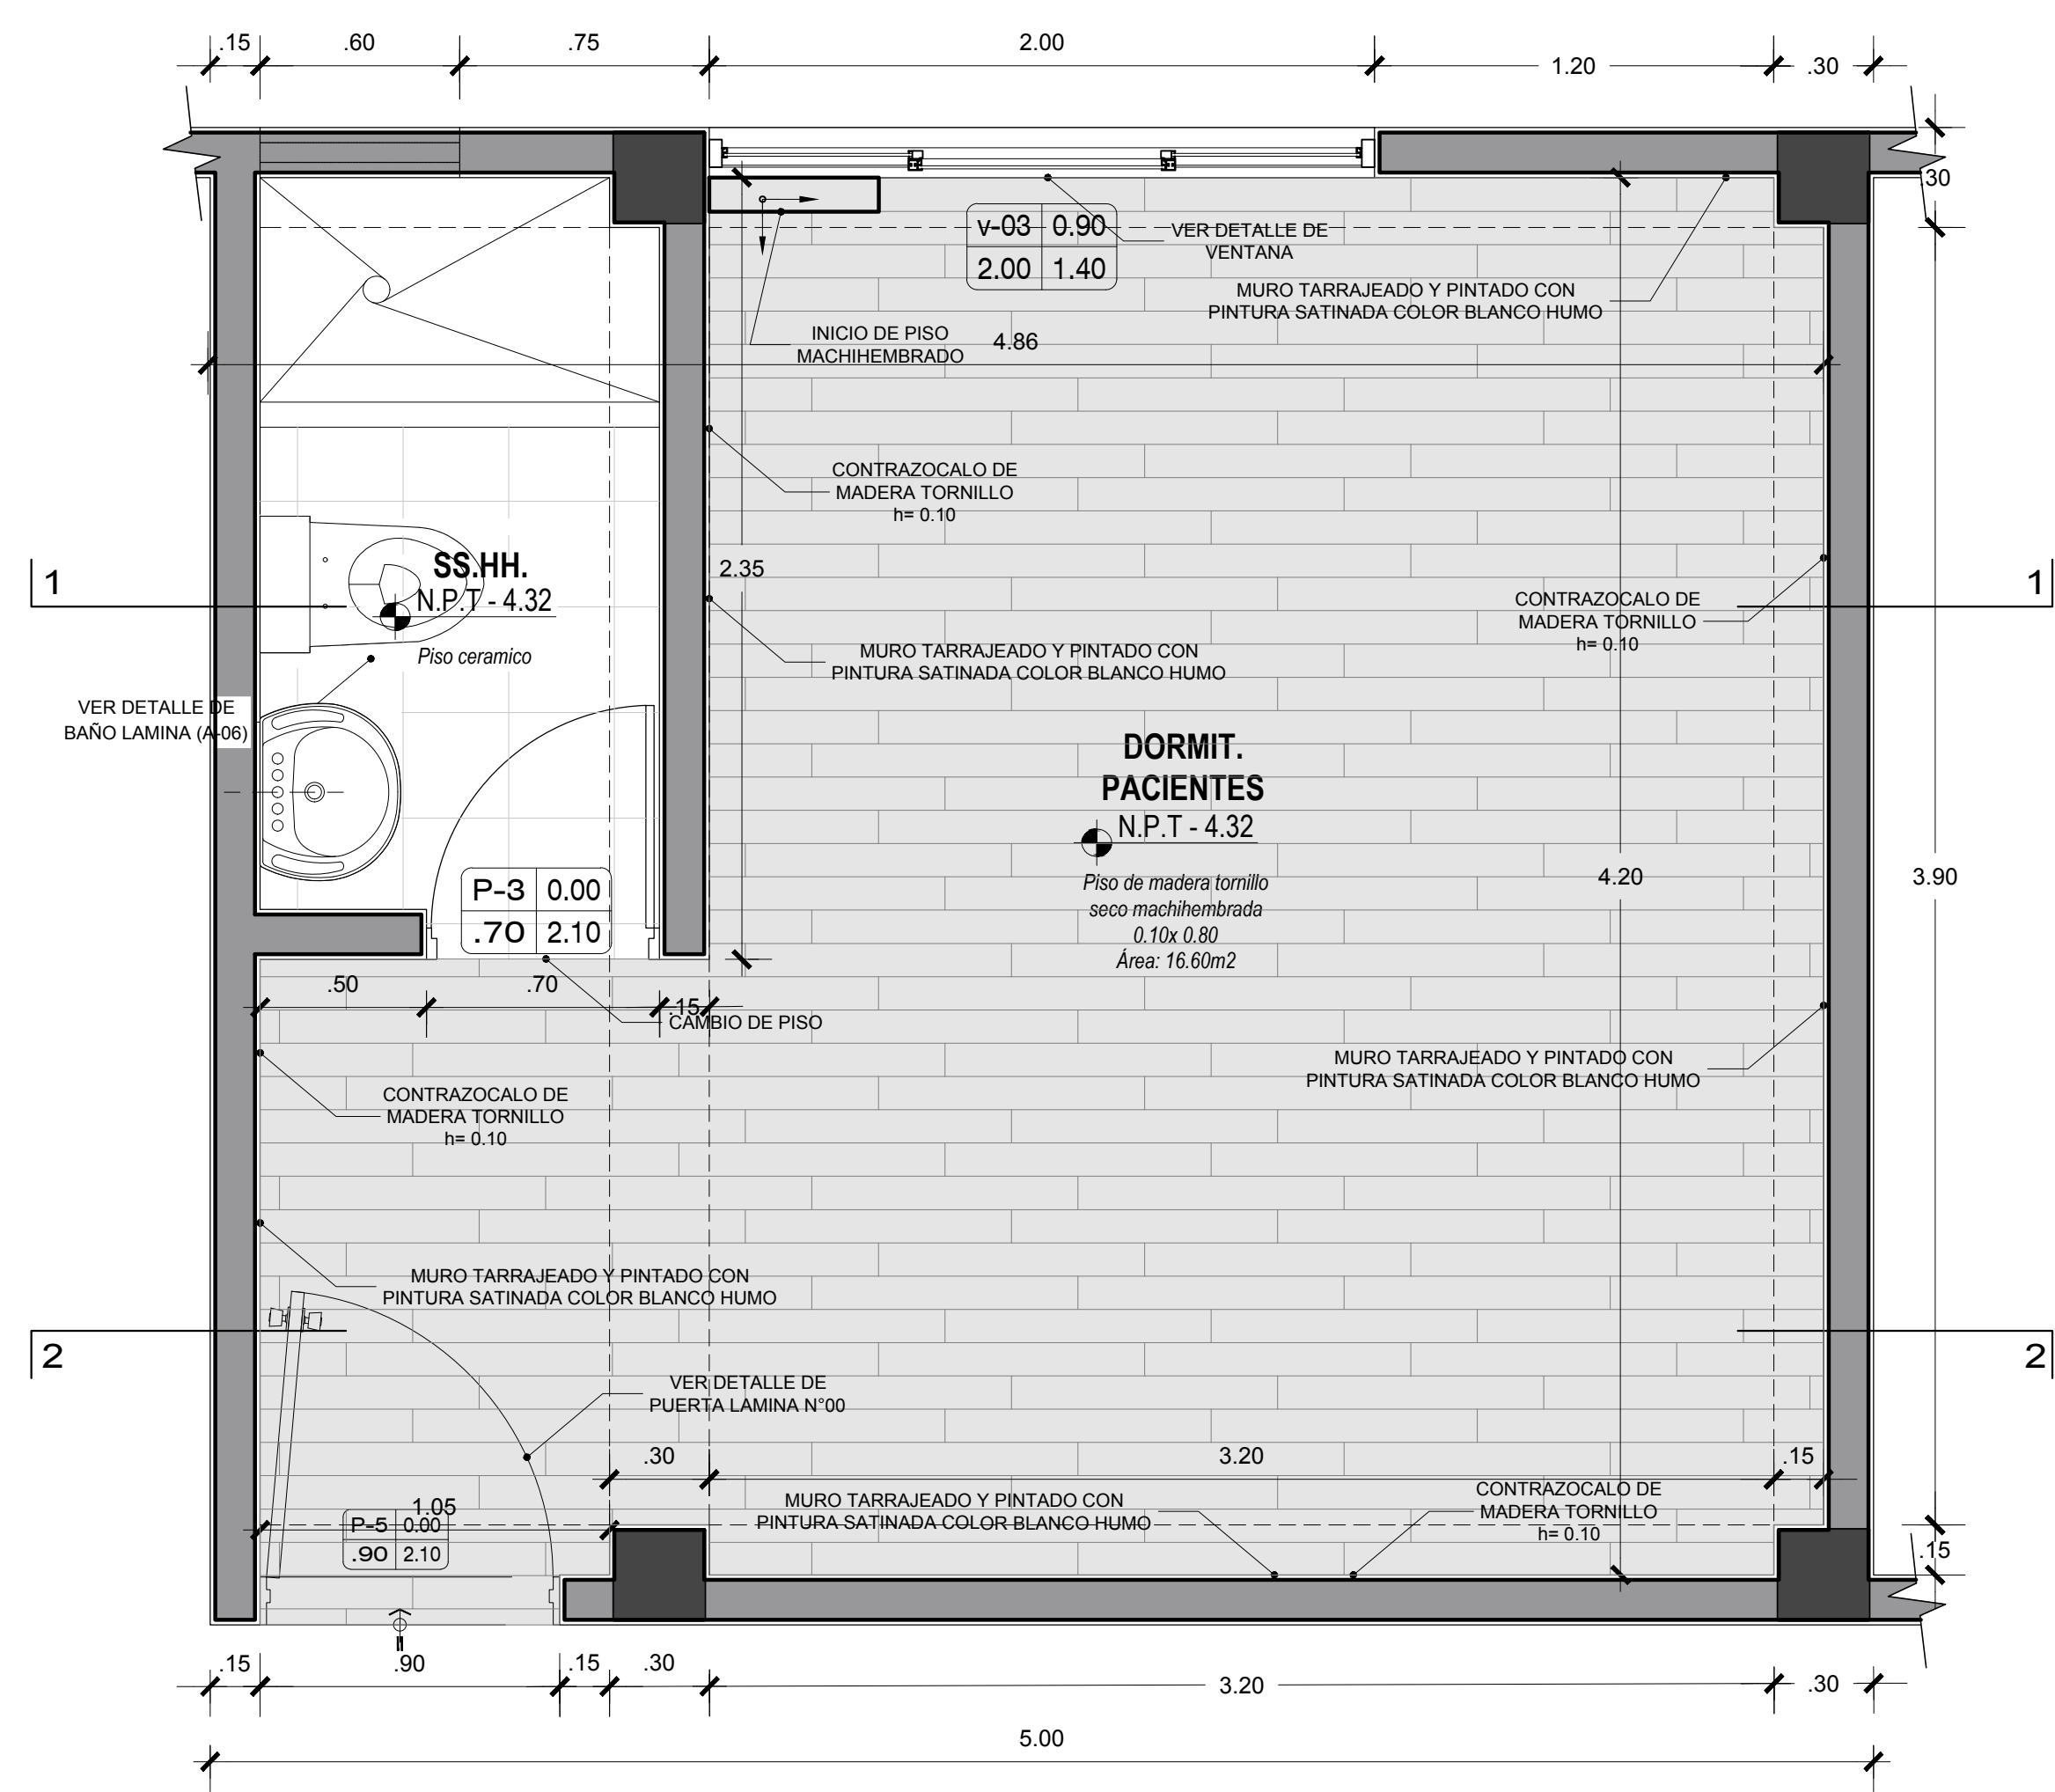 .15
.60
.75
2.00
1.20
.30
.30
v-03 0.90
2.00 1.40
VER DETALLE DE
VENTANA
MURO TARRAJEADO Y PINTADO CON
PINTURA SATINADA COLOR BLANCO HUMO
INICIO DE PISO
MACHIHEMBRADO
4.86
CONTRAZOCALO DE
MADERA TORNILLO
h= 0.10
2.35
1
SS.HH.
N.P.T - 4.32
Piso ceramico
1
CONTRAZOCALO DE
MADERA TORNILLO
h= 0.10
MURO TARRAJEADO Y PINTADO CON
PINTURA SATINADA COLOR BLANCO HUMO
VER DETALLE DE
BAÑO LAMINA (A-06)
DORMIT.
PACIENTES
N.P.T - 4.32
Piso de madera tornillo
seco machihembrada
0.10x 0.80
Área: 16.60m2
4.20
3.90
P-3 0.00
.70 2.10
.50
.70
.15
CAMBIO DE PISO
MURO TARRAJEADO Y PINTADO CON
PINTURA SATINADA COLOR BLANCO HUMO
CONTRAZOCALO DE
MADERA TORNILLO
h= 0.10
MURO TARRAJEADO Y PINTADO CON
PINTURA SATINADA COLOR BLANCO HUMO
2
2
VER DETALLE DE
PUERTA LAMINA N°00
.30
3.20
.15
1.05
P-5 0.00
.90 2.10
MURO TARRAJEADO Y PINTADO CON
PINTURA SATINADA COLOR BLANCO HUMO
CONTRAZOCALO DE
MADERA TORNILLO
h= 0.10
.15
.15
.90
.15
.30
3.20
.30
5.00